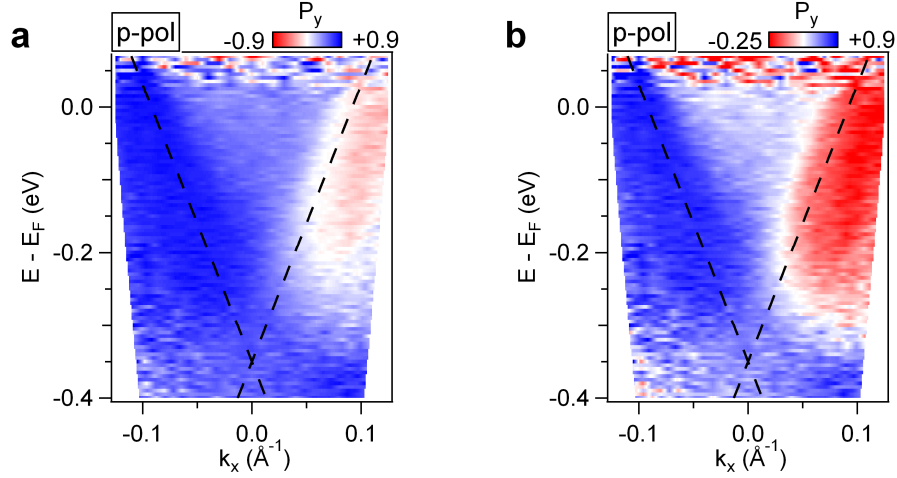 a
p-pol
P_y
-0.9 +0.9
0.0
-0.2
-0.4
E - E_F (eV)
-0.1 0.0 0.1
k_x (Å⁻¹)
b
p-pol
P_y
-0.25 +0.9
0.0
-0.2
-0.4
E - E_F (eV)
-0.1 0.0 0.1
k_x (Å⁻¹)